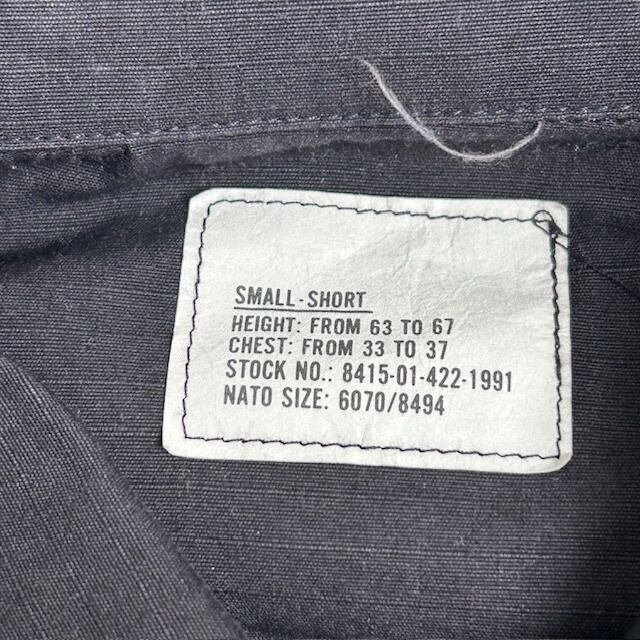 SMALL-SHORT
HEIGHT: FROM 63 TO 67
CHEST: FROM 33 TO 37
STOCK NO.: 8415-01-422-1991
NATO SIZE: 6070/8494